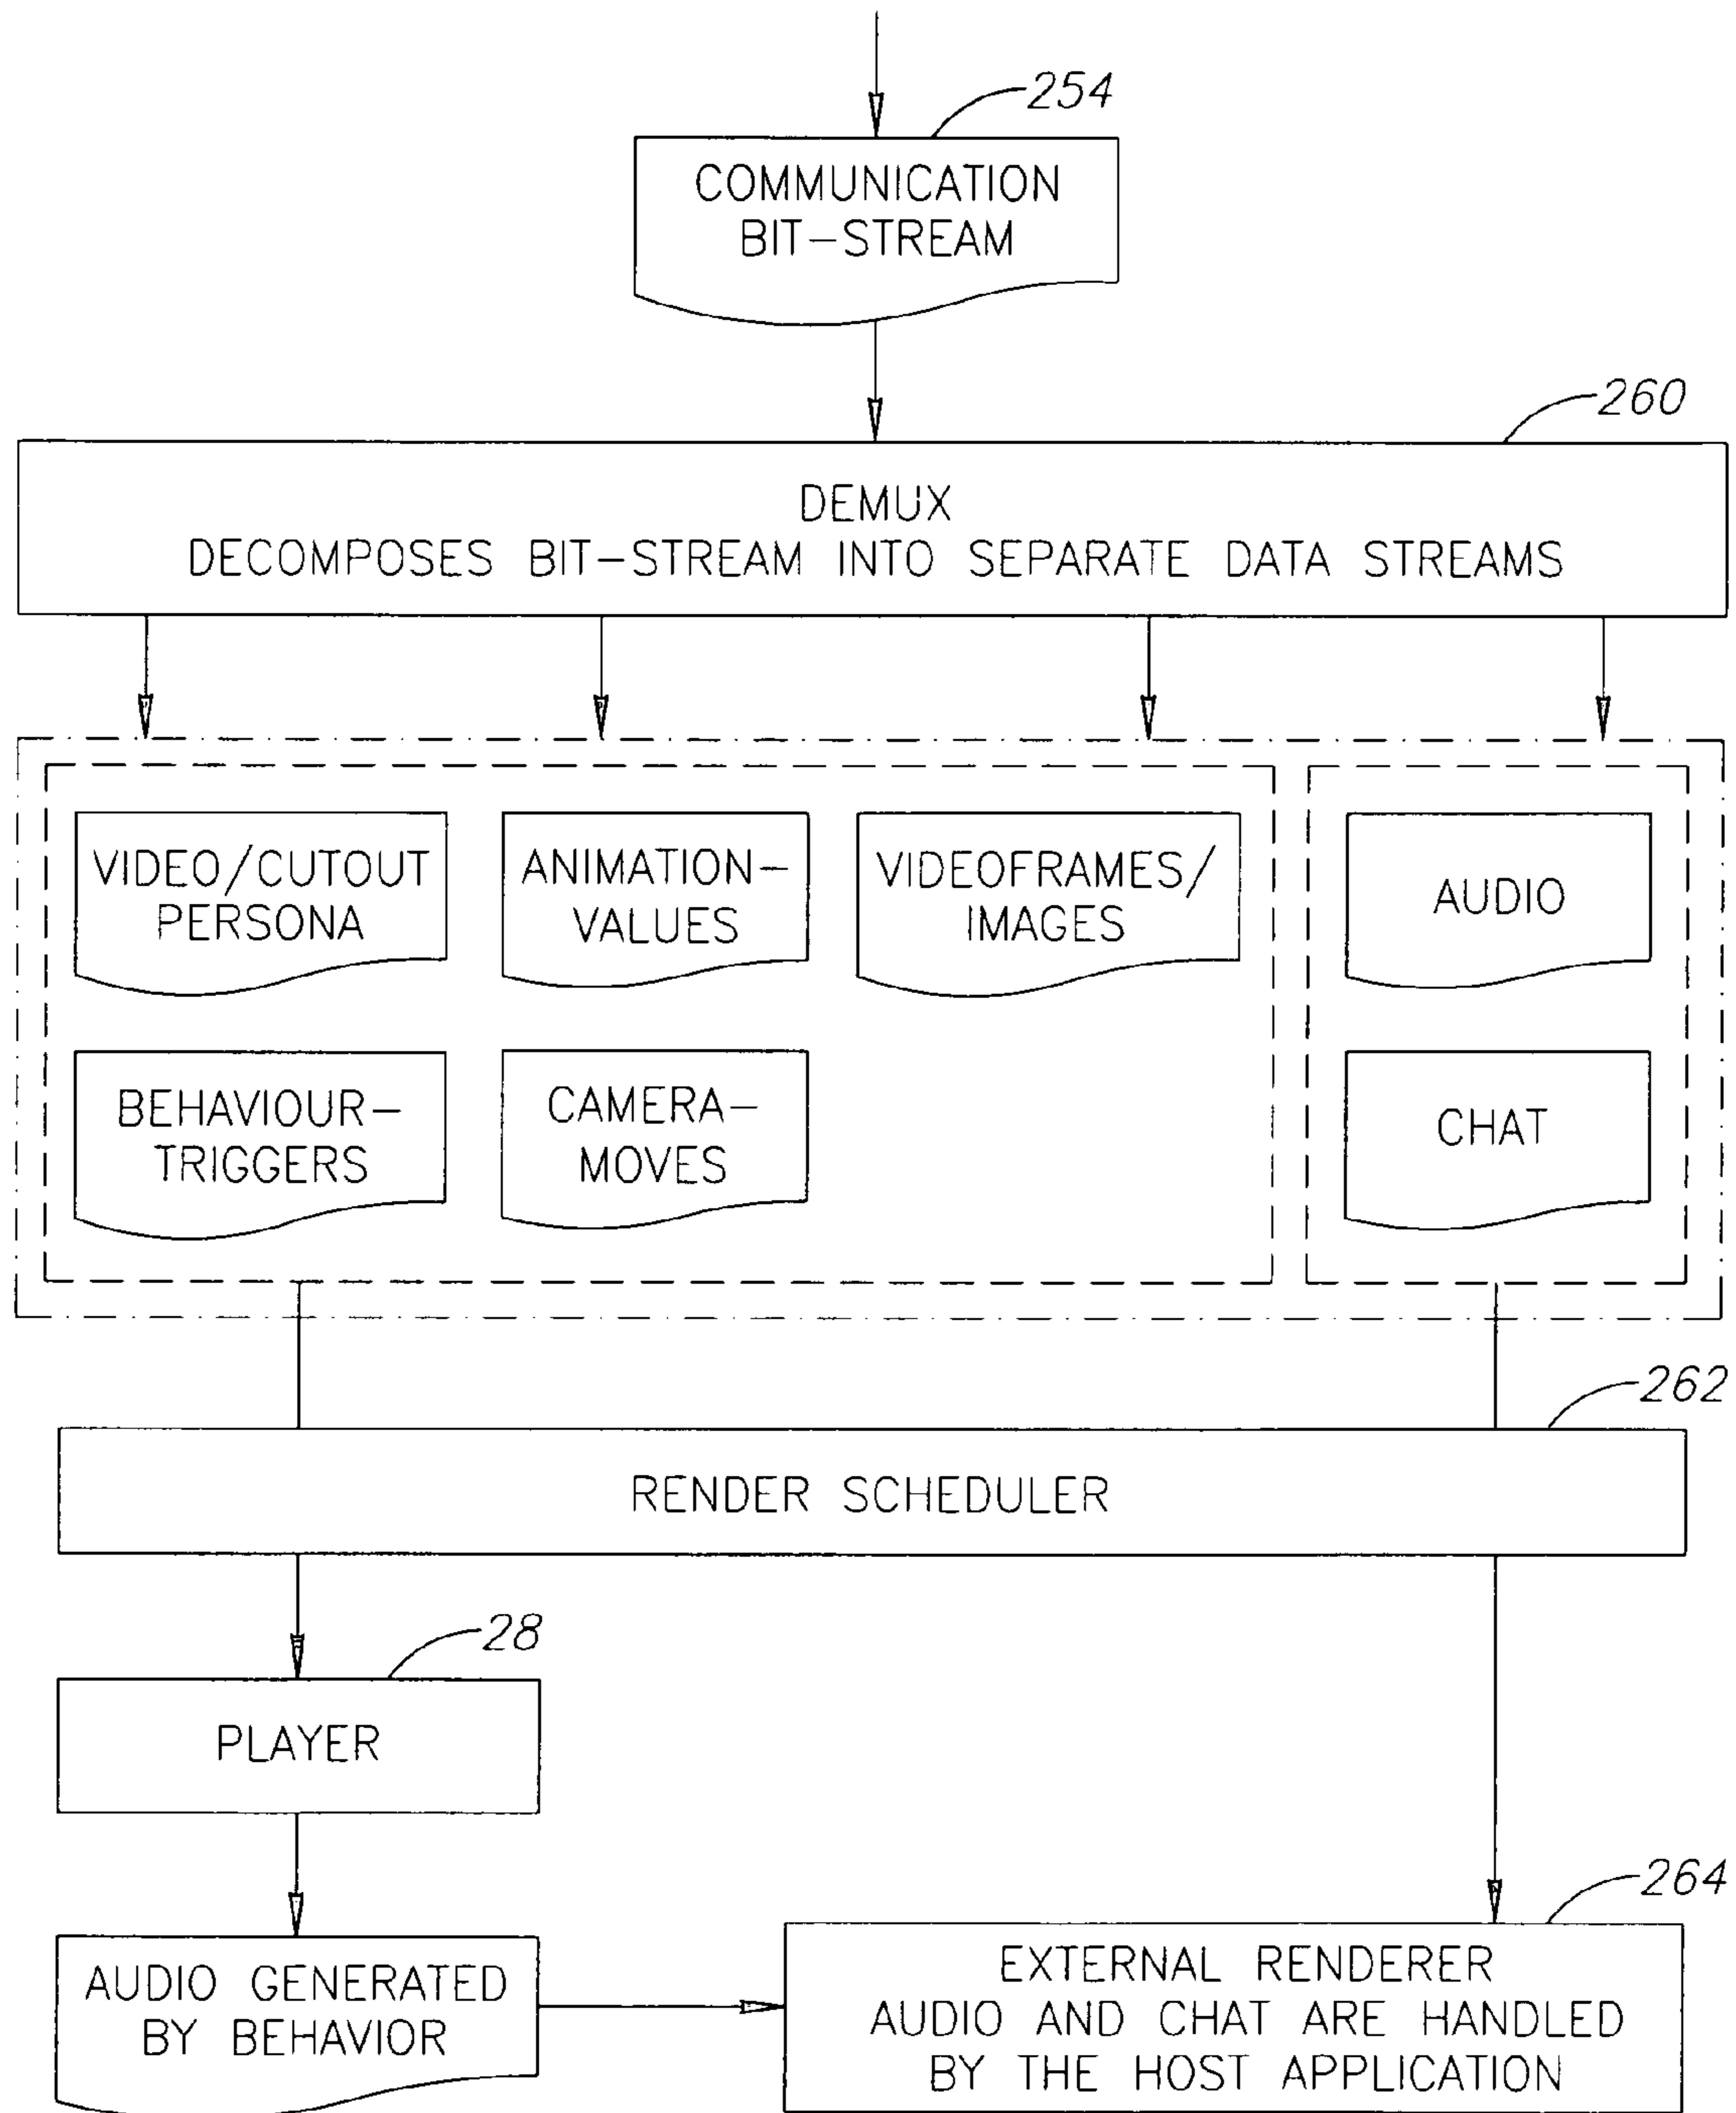 254
COMMUNICATION
BIT-STREAM
260
DEMUX
DECOMPOSES BIT-STREAM INTO SEPARATE DATA STREAMS
VIDEO/CUTOUT
PERSONA
ANIMATION-
VALUES
VIDEOFRAMES/
IMAGES
AUDIO
BEHAVIOUR-
TRIGGERS
CAMERA-
MOVES
CHAT
262
RENDER SCHEDULER
28
PLAYER
264
AUDIO GENERATED
BY BEHAVIOR
EXTERNAL RENDERER
AUDIO AND CHAT ARE HANDLED
BY THE HOST APPLICATION